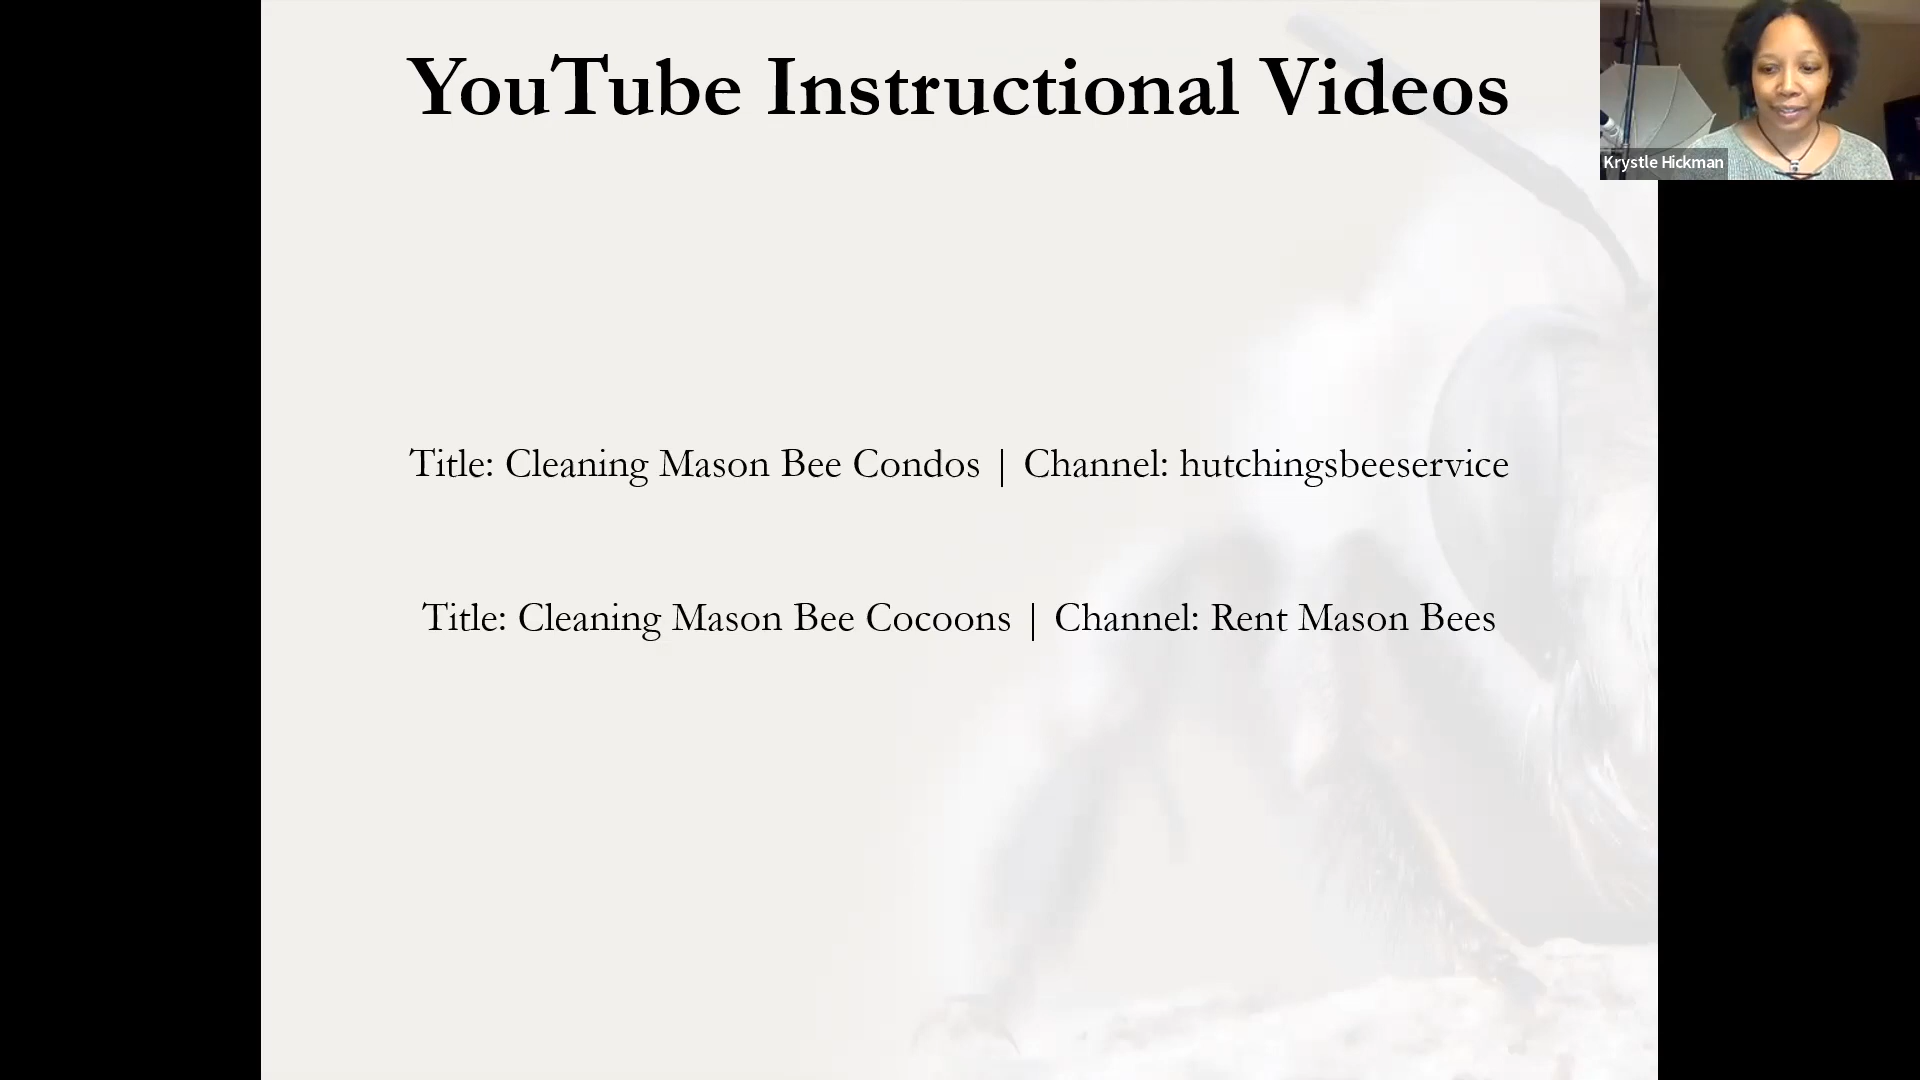 YouTube Instructional Videos
Krystle Hickman
Title: Cleaning Mason Bee Condos | Channel: hutchingsbeeservice
Title: Cleaning Mason Bee Cocoons | Channel: Rent Mason Bees